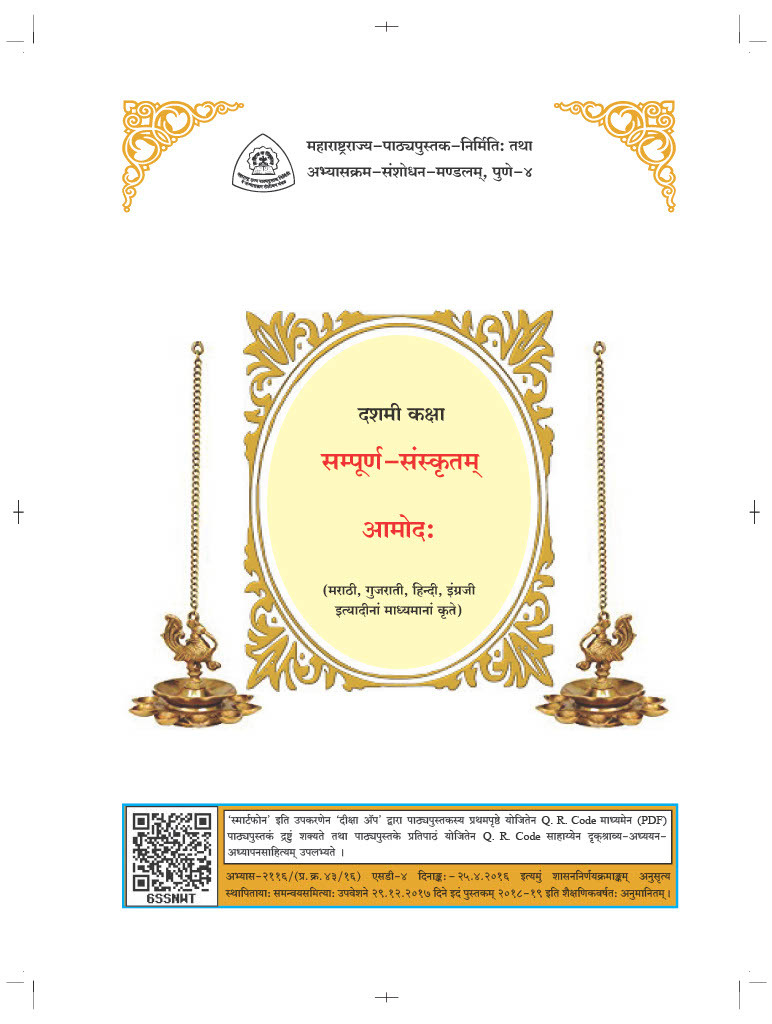 महाराष्ट्रराज्य-पाठ्यपुस्तक-निर्मिति: तथा
अभ्यासक्रम-संशोधन-मण्डलम्, पुणे-४
दशमी कक्षा
सम्पूर्ण-संस्कृतम्
आमोद:
(मराठी, गुजराती, हिन्दी, इंग्रजी
इत्यादीनां माध्यमानां कृते)
‘स्मार्टफोन’ इति उपकरणेन ‘दीक्षा ॲप’ द्वारा पाठ्यपुस्तकस्य प्रथमपृष्ठे योजितेन Q. R. Code माध्यमेन (PDF)
पाठ्यपुस्तकं द्रष्टुं शक्यते तथा पाठ्यपुस्तके प्रतिपाठं योजितेन Q. R. Code साहाय्येन दृक्‌श्राव्य-अध्ययन-
अध्यापनसाहित्यम् उपलभ्यते ।
अभ्यास-२११६/(प्र.क्र.४३/१६) एसडी-४ दिनाङ्क:-२५.४.२०१६ इत्यमुं शासननिर्णयक्रमाङ्कम् अनुसृत्य
स्थापिताया: समन्वयसमित्या: उपवेशने २९.१२.२०१७ दिने इदं पुस्तकम् २०१८-१९ इति शैक्षणिकवर्षत: अनुमानितम् ।
6SSNWT